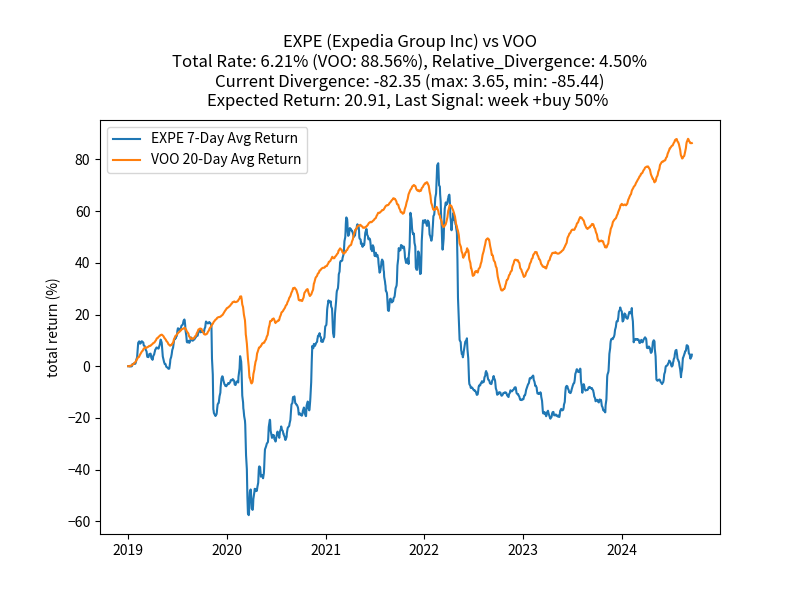 EXPE (Expedia Group Inc) vs VOO
Total Rate: 6.21% (VOO: 88.56%), Relative_Divergence: 4.50%
Current Divergence: -82.35 (max: 3.65, min: -85.44)
Expected Return: 20.91, Last Signal: week +buy 50%
EXPE 7-Day Avg Return
VOO 20-Day Avg Return
total return (%)
80
60
40
20
0
−20
−40
−60
2019
2020
2021
2022
2023
2024